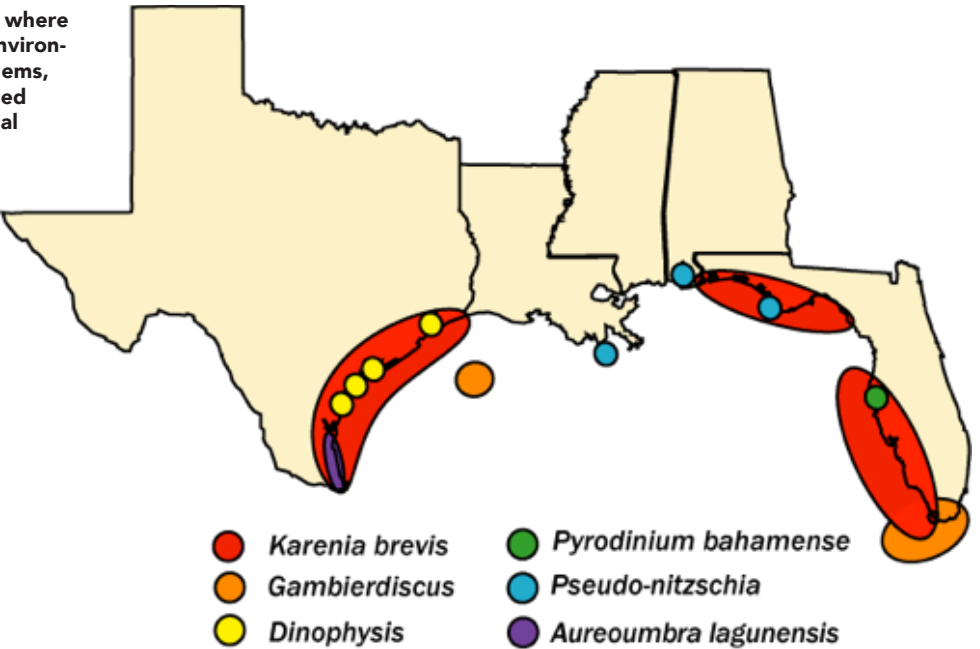 where
nviron-
ems,
ed
al
Karenia brevis
Gambierdiscus
Dinophysis
Pyrodinium bahamense
Pseudo-nitzschia
Aureoumbra lagunensis